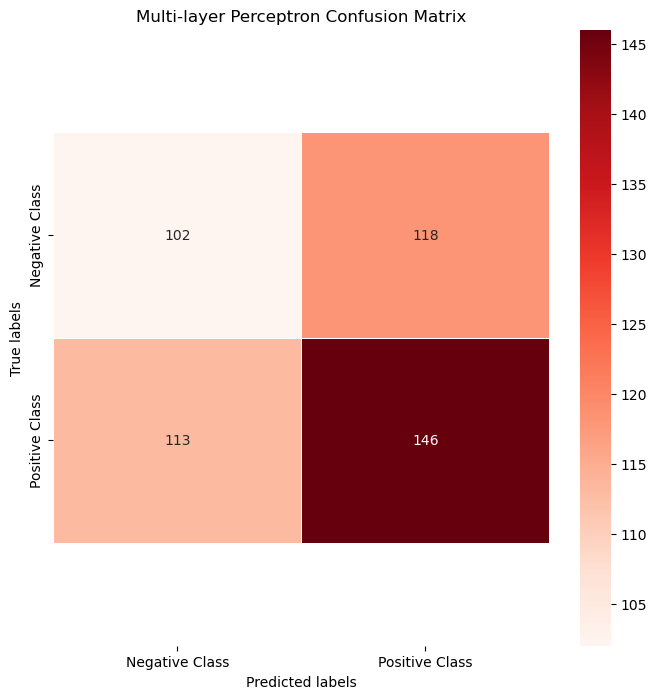 Multi-layer Perceptron Confusion Matrix
145
140
135
130
125
120
115
110
105
True labels
Negative Class
Positive Class
102
118
113
146
Negative Class
Positive Class
Predicted labels